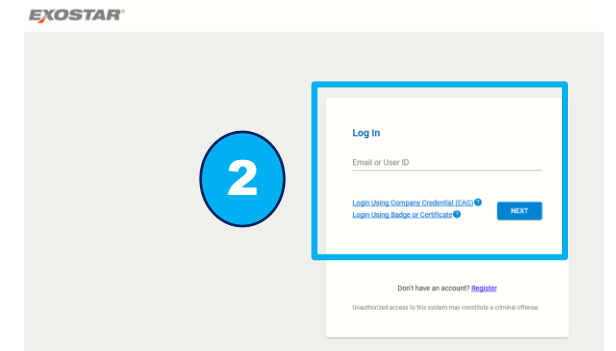 EXOSTAR®
2
Log In
Email or User ID
Login Using Company Credential (EAG) ?
Login Using Badge or Certificate ?
NEXT
Don't have an account? Register
Unauthorized access to this system may constitute a criminal offense.